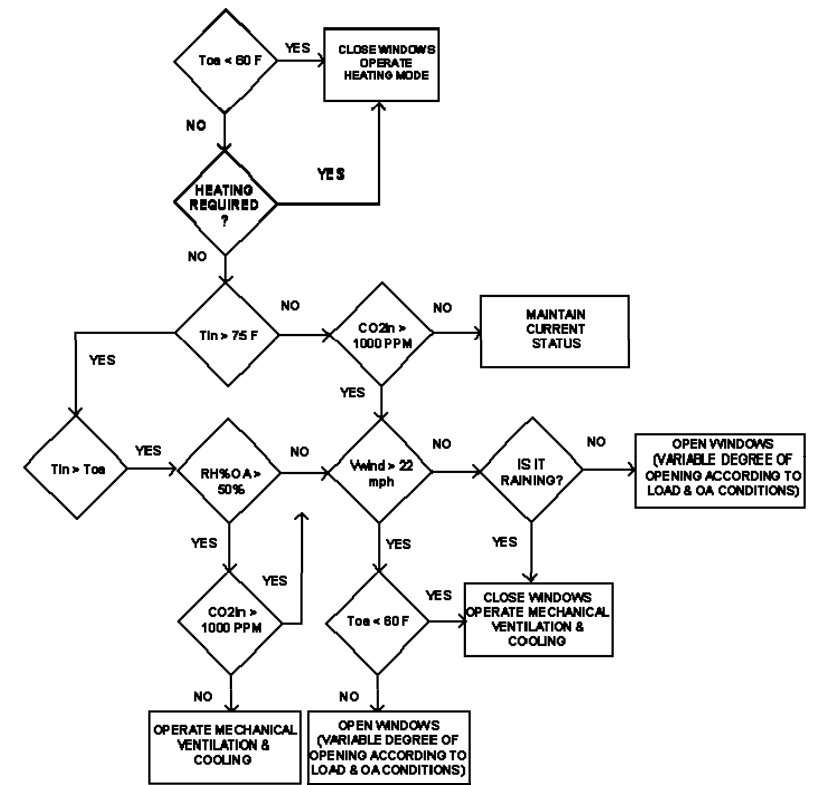 Toa < 60 F
YES
CLOSE WINDOWS
OPERATE
HEATING MODE
NO
HEATING
REQUIRED
?
YES
NO
Tin > 75 F
NO
CO2in >
1000 PPM
NO
MAINTAIN
CURRENT
STATUS
YES
YES
Tin > Toa
YES
RH%OA >
50%
NO
Vwind > 22
mph
NO
IS IT
RAINING?
NO
OPEN WINDOWS
(VARIABLE DEGREE OF
OPENING ACCORDING TO
LOAD & OA CONDITIONS)
YES
YES
YES
YES
CO2in >
1000 PPM
Toa < 60 F
YES
CLOSE WINDOWS
OPERATE MECHANICAL
VENTILATION &
COOLING
NO
NO
OPERATE MECHANICAL
VENTILATION &
COOLING
OPEN WINDOWS
(VARIABLE DEGREE OF
OPENING ACCORDING TO
LOAD & OA CONDITIONS)